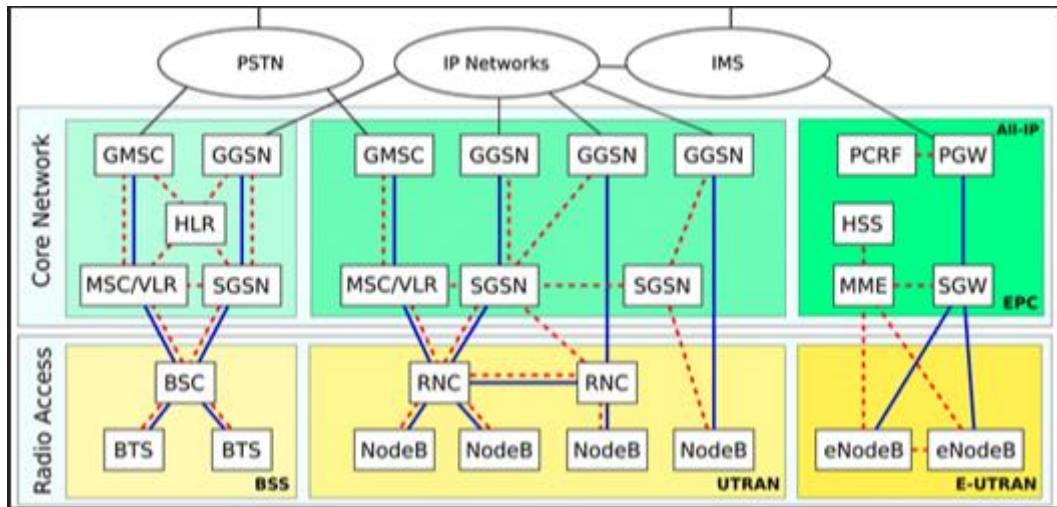 PSTN
IP Networks
IMS
Core Network
GMSC
GGSN
GMSC
GGSN
GGSN
GGSN
All-IP
PCRF
PGW
HLR
HSS
MSC/VLR
SGSN
MSC/VLR
SGSN
SGSN
MME
SGW
EPC
Radio Access
BSC
RNC
RNC
BTS
BTS
NodeB
NodeB
NodeB
NodeB
eNodeB
eNodeB
BSS
UTRAN
E-UTRAN